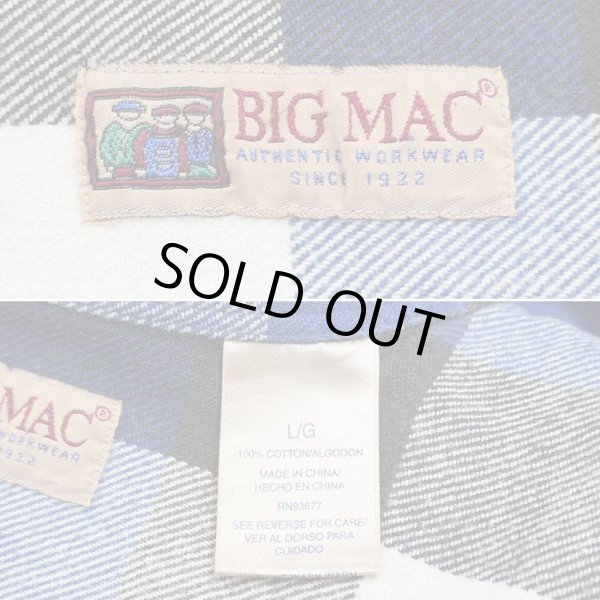 BIG MAC®
AUTHENTIC WORKWEAR
SINCE 1922
SOLD OUT
MAC®
WORKWEAR
1922
L/G
100% COTTON/ALGODON
MADE IN CHINA/
HECHO EN CHINA
RN93677
SEE REVERSE FOR CARE/
VER AL DORSO PARA
CUIDADO